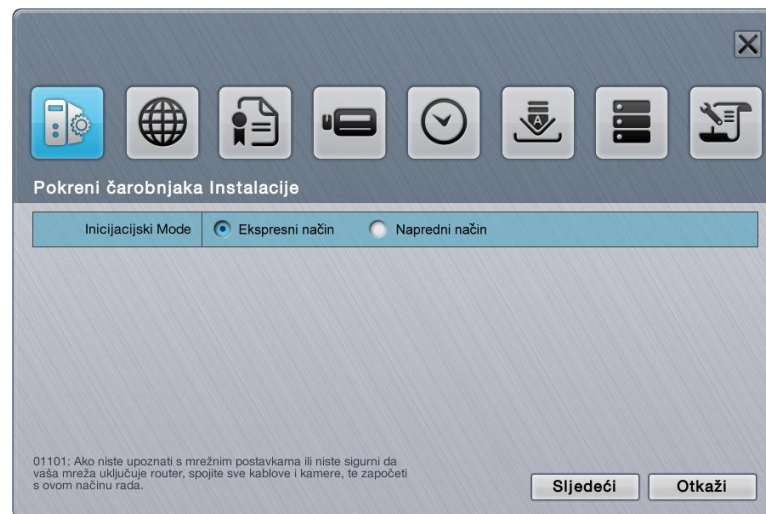 Pokreni čarobnjaka Instalacije
Inicijacijski Mode
Ekspresni način
Napredni način
01101: Ako niste upoznati s mrežnim postavkama ili niste sigurni da
vaša mreža uključuje router, spojite sve kablove i kamere, te započeti
s ovom načinu rada.
Sljedeći
Otkaži